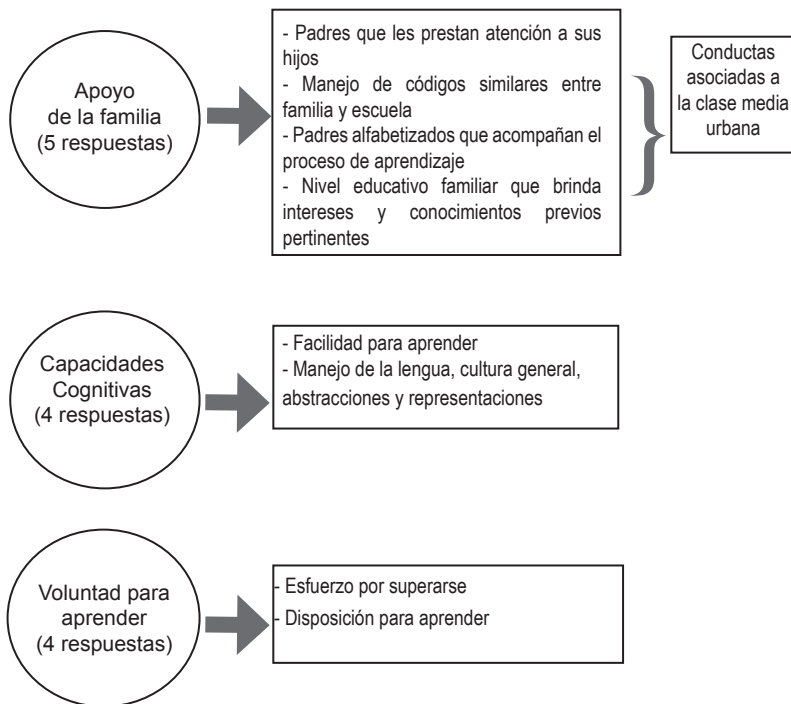 Apoyo
de la familia
(5 respuestas)
- Padres que les prestan atención a sus
hijos
- Manejo de códigos similares entre
familia y escuela
- Padres alfabetizados que acompañan el
proceso de aprendizaje
- Nivel educativo familiar que brinda
intereses y conocimientos previos
pertinentes
Conductas
asociadas a
la clase media
urbana
Capacidades
Cognitivas
(4 respuestas)
- Facilidad para aprender
- Manejo de la lengua, cultura general,
abstracciones y representaciones
Voluntad para
aprender
(4 respuestas)
- Esfuerzo por superarse
- Disposición para aprender